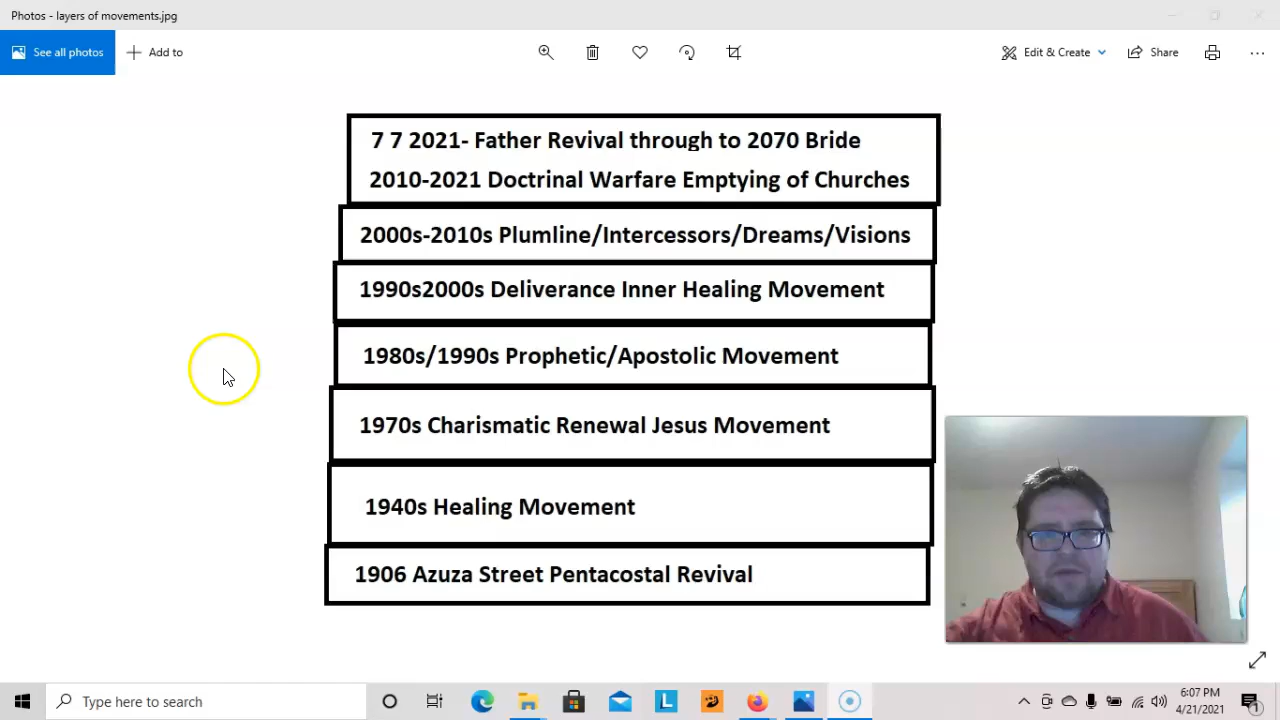 Photos - layers of movements.jpg
See all photos
Add to
Edit & Create
Share
7 7 2021- Father Revival through to 2070 Bride
2010-2021 Doctrinal Warfare Emptying of Churches
2000s-2010s Plumline/Intercessors/Dreams/Visions
1990s2000s Deliverance Inner Healing Movement
1980s/1990s Prophetic/Apostolic Movement
1970s Charismatic Renewal Jesus Movement
1940s Healing Movement
1906 Azuza Street Pentacostal Revival
Type here to search
L
6:07 PM
4/21/2021
1